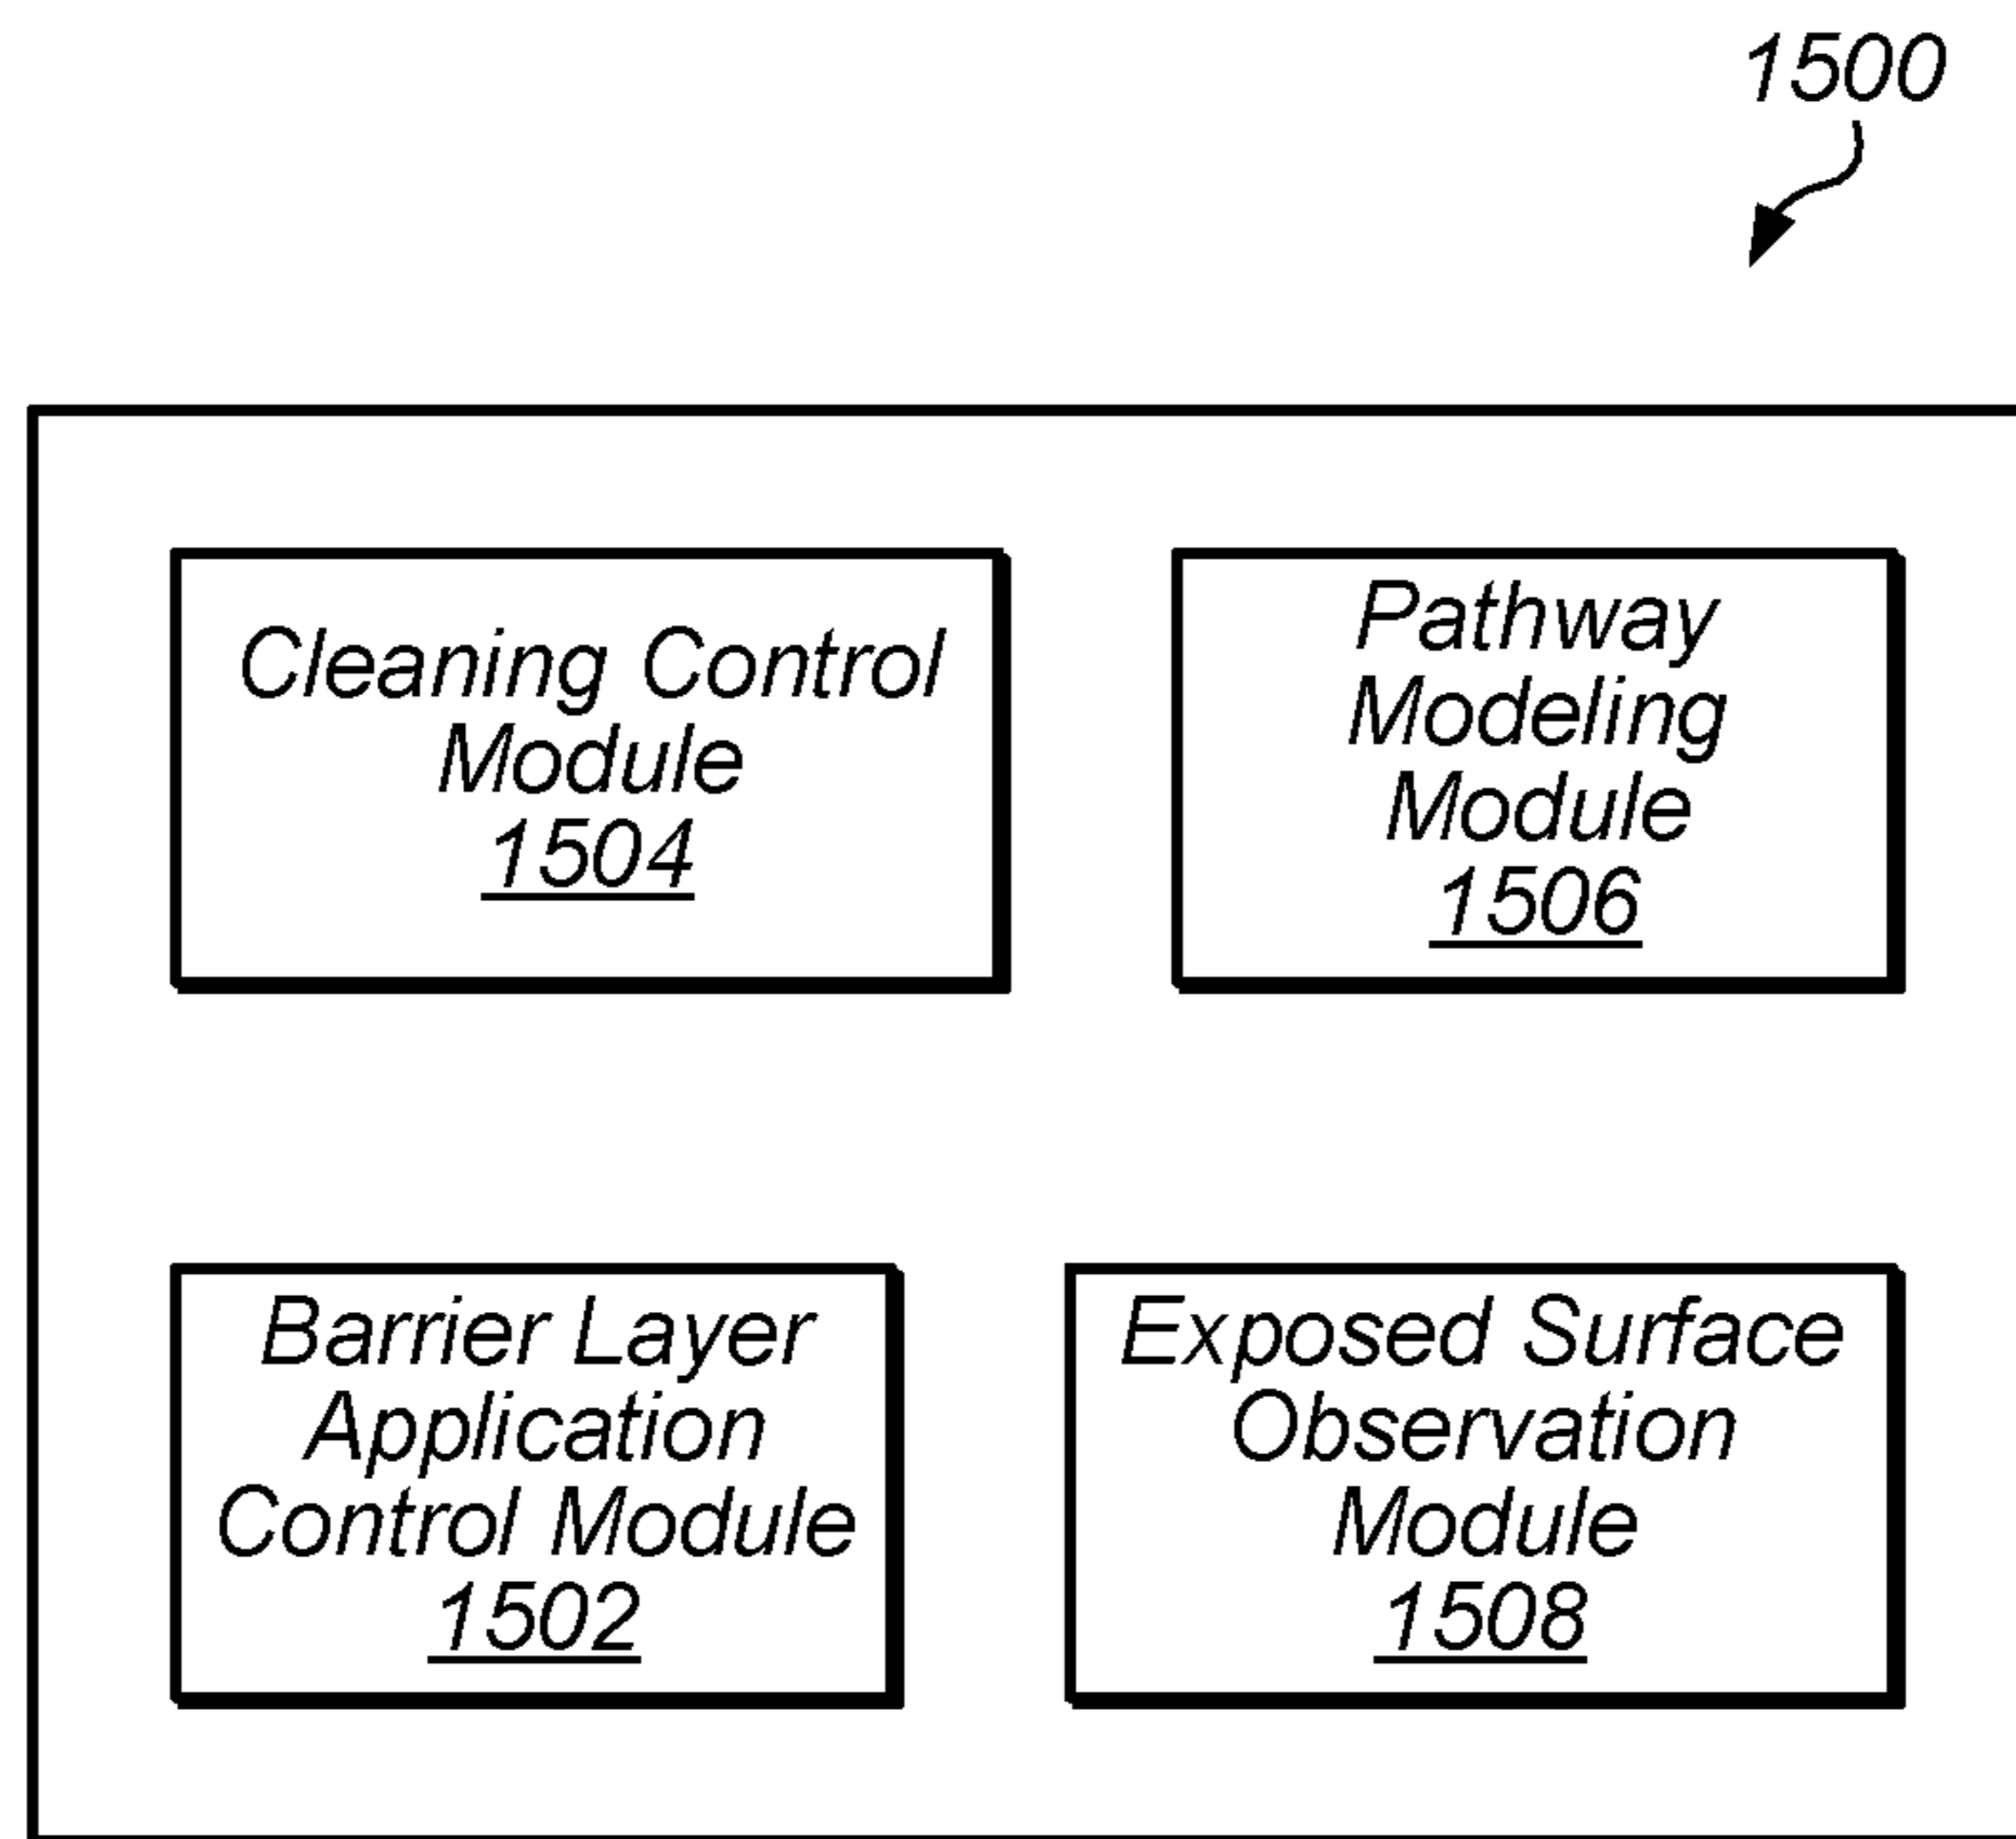 1500
Cleaning Control
Module
1504
Pathway
Modeling
Module
1506
Barrier Layer
Application
Control Module
1502
Exposed Surface
Observation
Module
1508